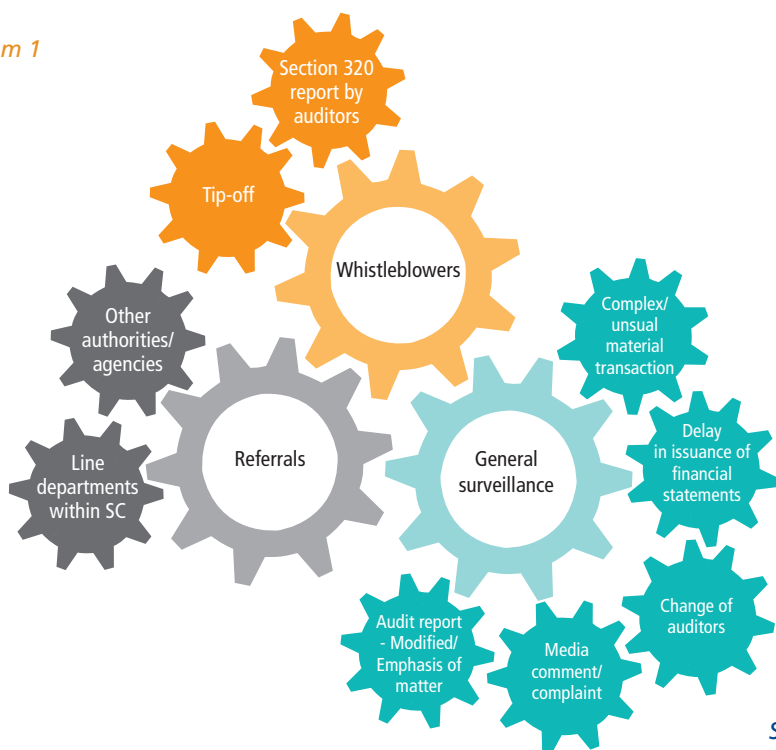 m 1
Section 320
report by
auditors
Tip-off
Whistleblowers
Other
authorities/
agencies
Line
departments
within SC
Referrals
General
surveillance
Complex/
unsual
material
transaction
Delay
in issuance of
financial
statements
Change of
auditors
Media
comment/
complaint
Audit report
- Modified/
Emphasis of
matter
S